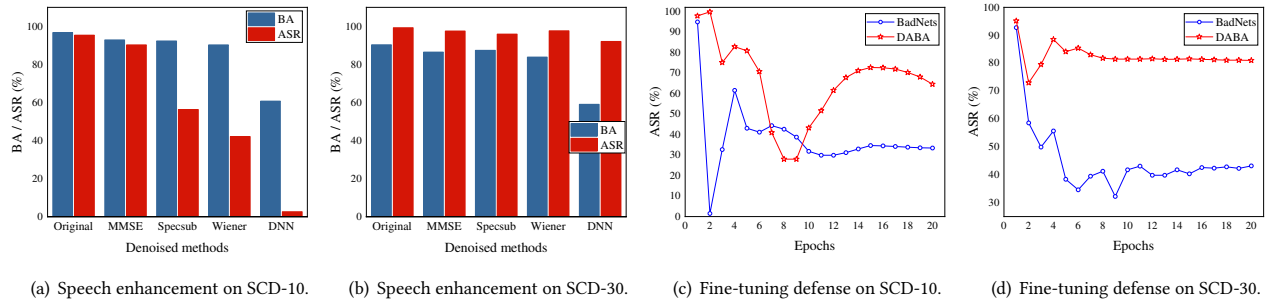 BA / ASR (%)
100
80
60
40
20
0
BA
ASR
Original MMSE Specsub Wiener DNN
Denoised methods
(a) Speech enhancement on SCD-10.
BA / ASR (%)
100
80
60
40
20
0
BA
ASR
Original MMSE Specsub Wiener DNN
Denoised methods
(b) Speech enhancement on SCD-30.
ASR (%)
100
90
80
70
60
50
40
30
20
10
0
BadNets
DABA
0 2 4 6 8 10 12 14 16 18 20
Epochs
(c) Fine-tuning defense on SCD-10.
ASR (%)
100
90
80
70
60
50
40
30
BadNets
DABA
0 2 4 6 8 10 12 14 16 18 20
Epochs
(d) Fine-tuning defense on SCD-30.